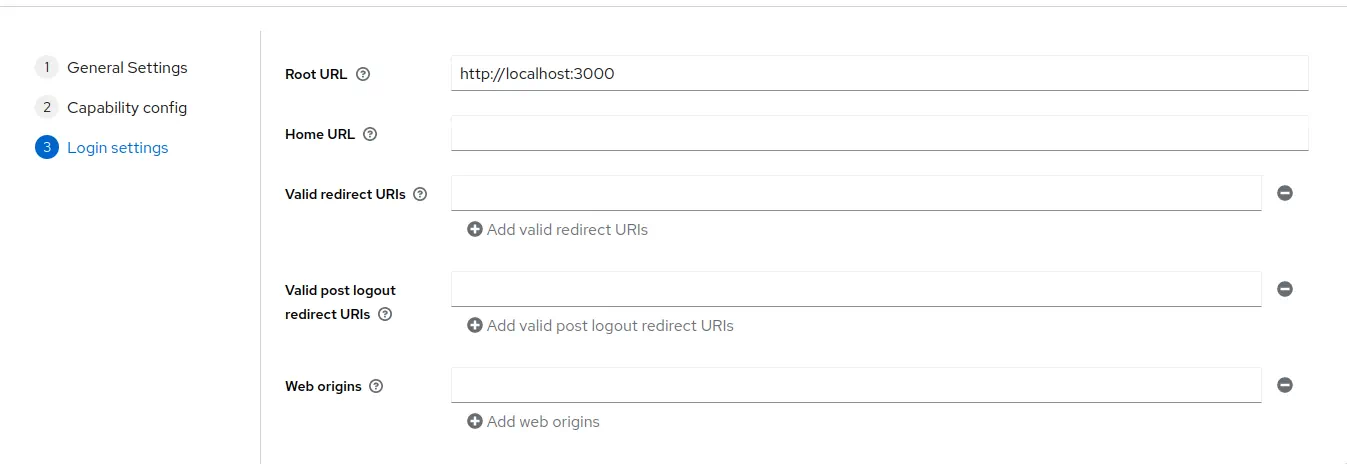 1 General Settings
2 Capability config
3 Login settings
Root URL
http://localhost:3000
Home URL
Valid redirect URIs
Add valid redirect URIs
Valid post logout
redirect URIs
Add valid post logout redirect URIs
Web origins
Add web origins